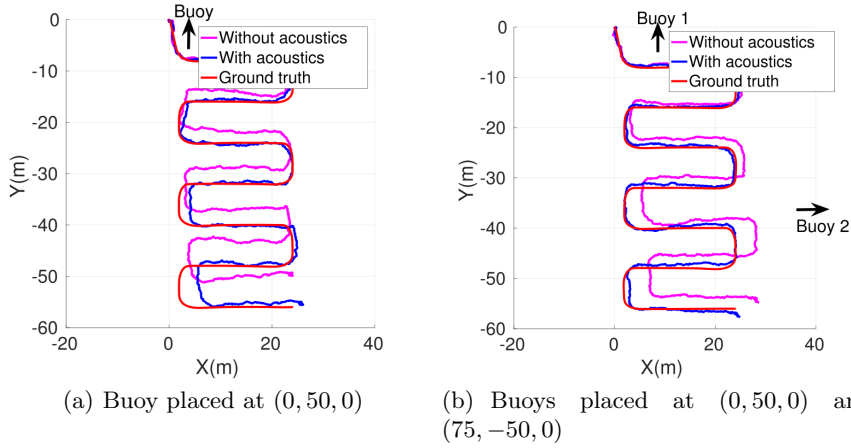 Buoy
Without acoustics
With acoustics
Ground truth
0
-10
-20
-30
-40
-50
-60
Y(m)
-20
0
20
40
X(m)
(a) Buoy placed at (0, 50, 0)
Buoy 1
Without acoustics
With acoustics
Ground truth
Buoy 2
0
-10
-20
-30
-40
-50
-60
Y(m)
-20
0
20
40
X(m)
(b) Buoys placed at (0, 50, 0) an
(75, −50, 0)